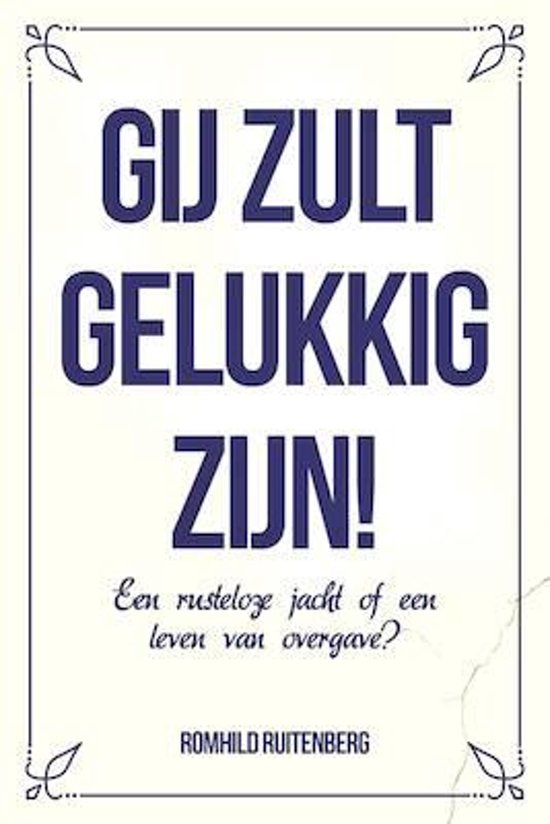 GIJ ZULT
GELUKKIG
ZIJN!
Een rusteloze jacht of een
leven van overgave?
ROMHILD RUITENBERG